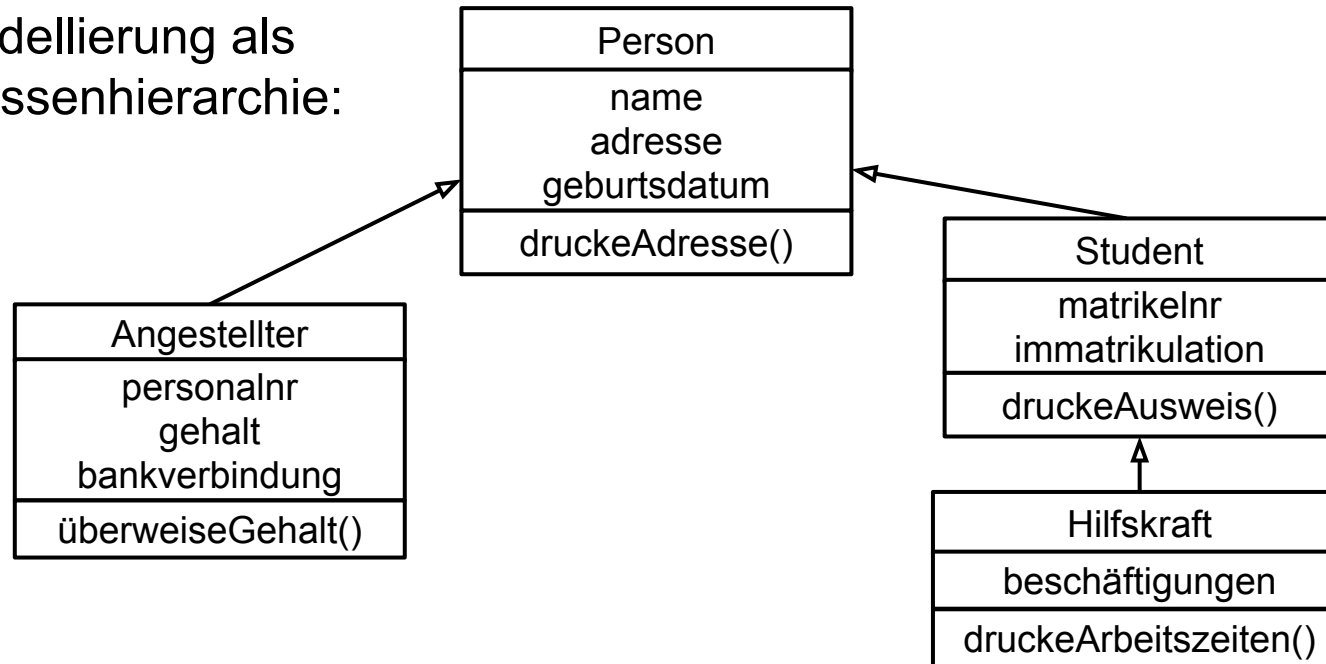 dellierung als
ssenhierarchie:
Person
name
adresse
geburtsdatum
druckeAdresse()
Angestellter
personalnr
gehalt
bankverbindung
überweiseGehalt()
Student
matrikelnr
immatrikulation
druckeAusweis()
Hilfskraft
beschäftigungen
druckeArbeitszeiten()